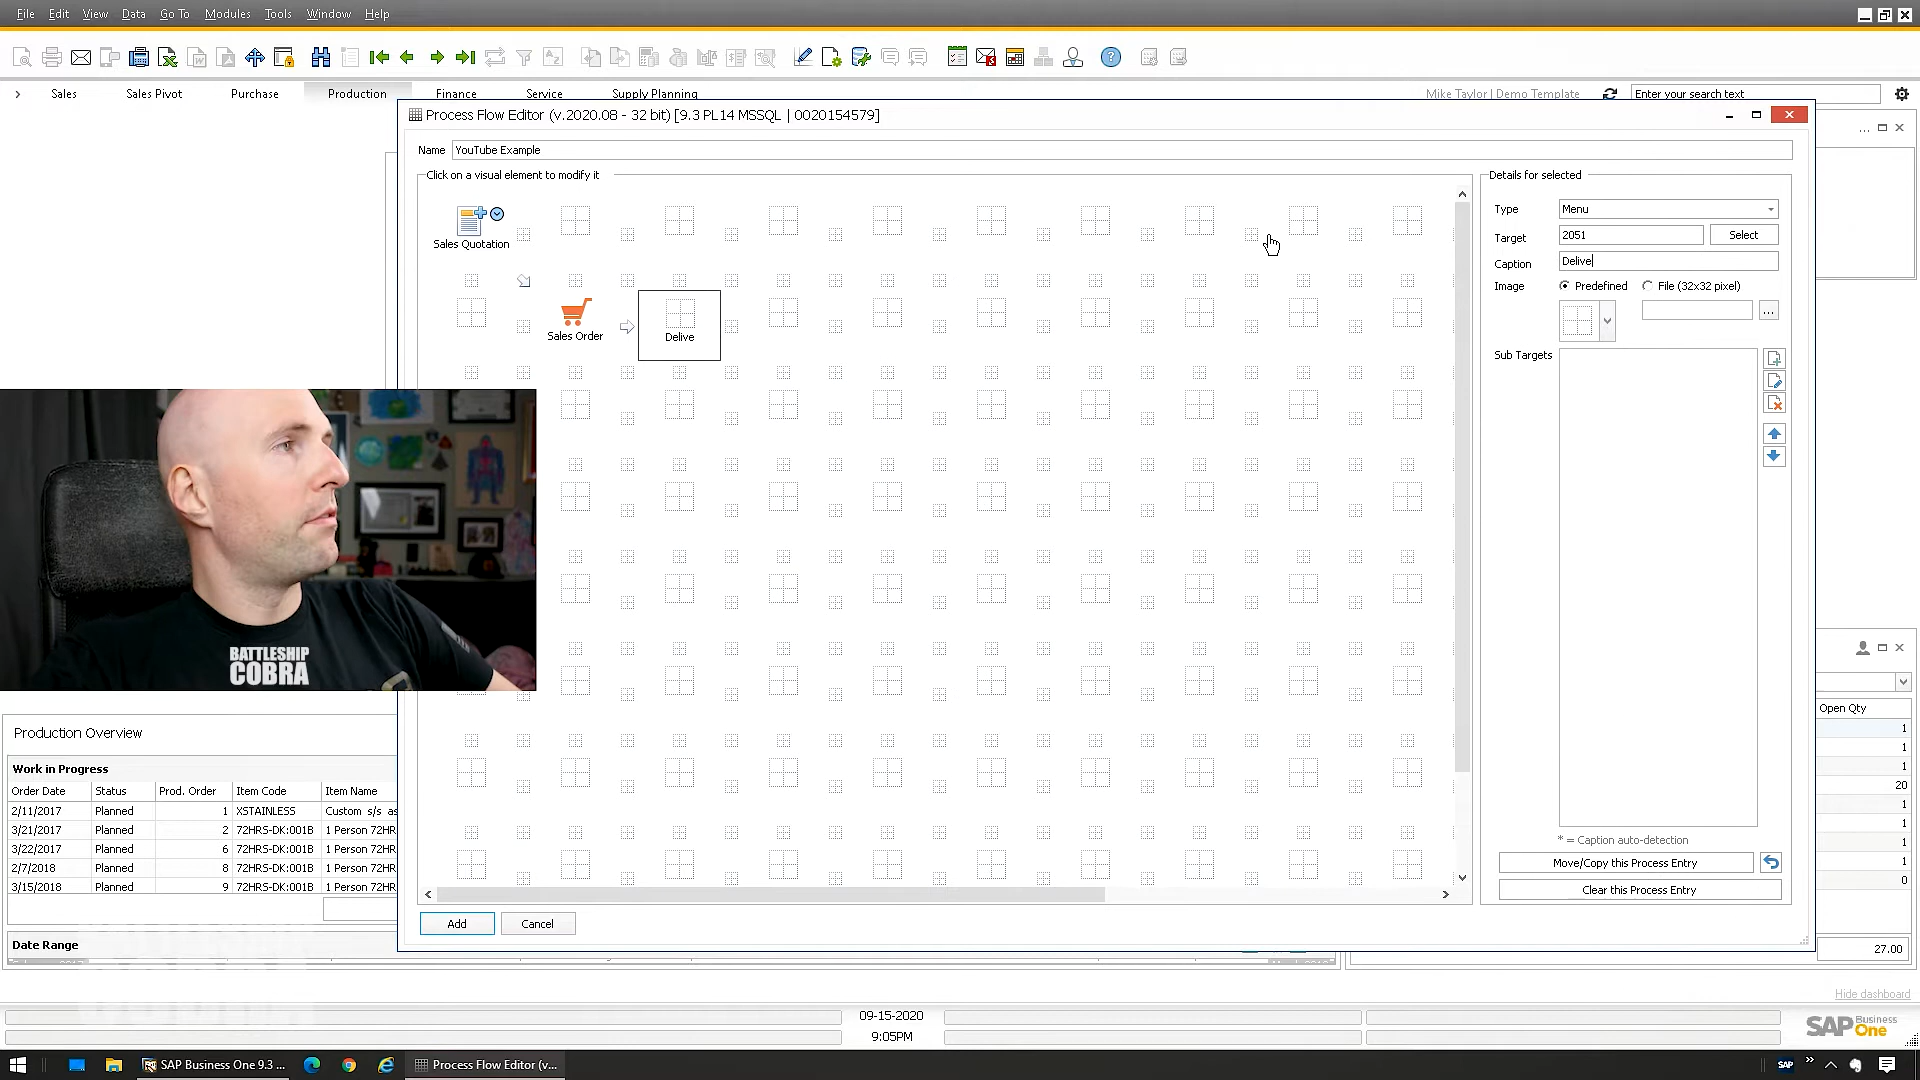 File Edit View Data Go To Modules Tools Window Help
Sales Sales Pivot Purchase Production Finance Service Supply Planning Mike Taylor | Demo Template Enter your search text
Process Flow Editor (v.2020.08 - 32 bit) [9.3 PL14 MSSQL | 0020154579]
Name YouTube Example
Click on a visual element to modify it
Details for selected
Type Menu
Target 2051 Select
Caption Delive
Image Predefined File (32x32 pixel)
...
Sub Targets
Sales Quotation
Sales Order
Delive
BATTLESHIP
COBRA
* = Caption auto-detection
Move/Copy this Process Entry
Clear this Process Entry
Add Cancel
Production Overview
Work in Progress
Order Date Status Prod. Order Item Code Item Name
2/11/2017 Planned 1 XSTAINLESS Custom s/s as
3/21/2017 Planned 2 72HRS-DK:001B 1 Person 72HR
3/22/2017 Planned 6 72HRS-DK:001B 1 Person 72HR
2/7/2018 Planned 8 72HRS-DK:001B 1 Person 72HR
3/15/2018 Planned 9 72HRS-DK:001B 1 Person 72HR
Date Range
Open Qty
1
1
1
20
1
1
1
1
0
27.00
Hide dashboard
09-15-2020
9:05PM
SAP Business One
SAP Business One 9.3 ... Process Flow Editor (v... SAP